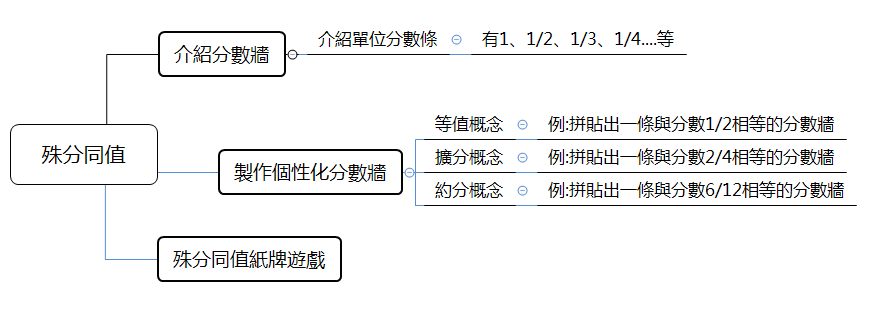 介紹分數牆
介紹單位分數條
有1、1/2、1/3、1/4....等
殊分同值
製作個性化分數牆
等值概念
例:拼貼出一條與分數1/2相等的分數牆
擴分概念
例:拼貼出一條與分數2/4相等的分數牆
約分概念
例:拼貼出一條與分數6/12相等的分數牆
殊分同值紙牌遊戲